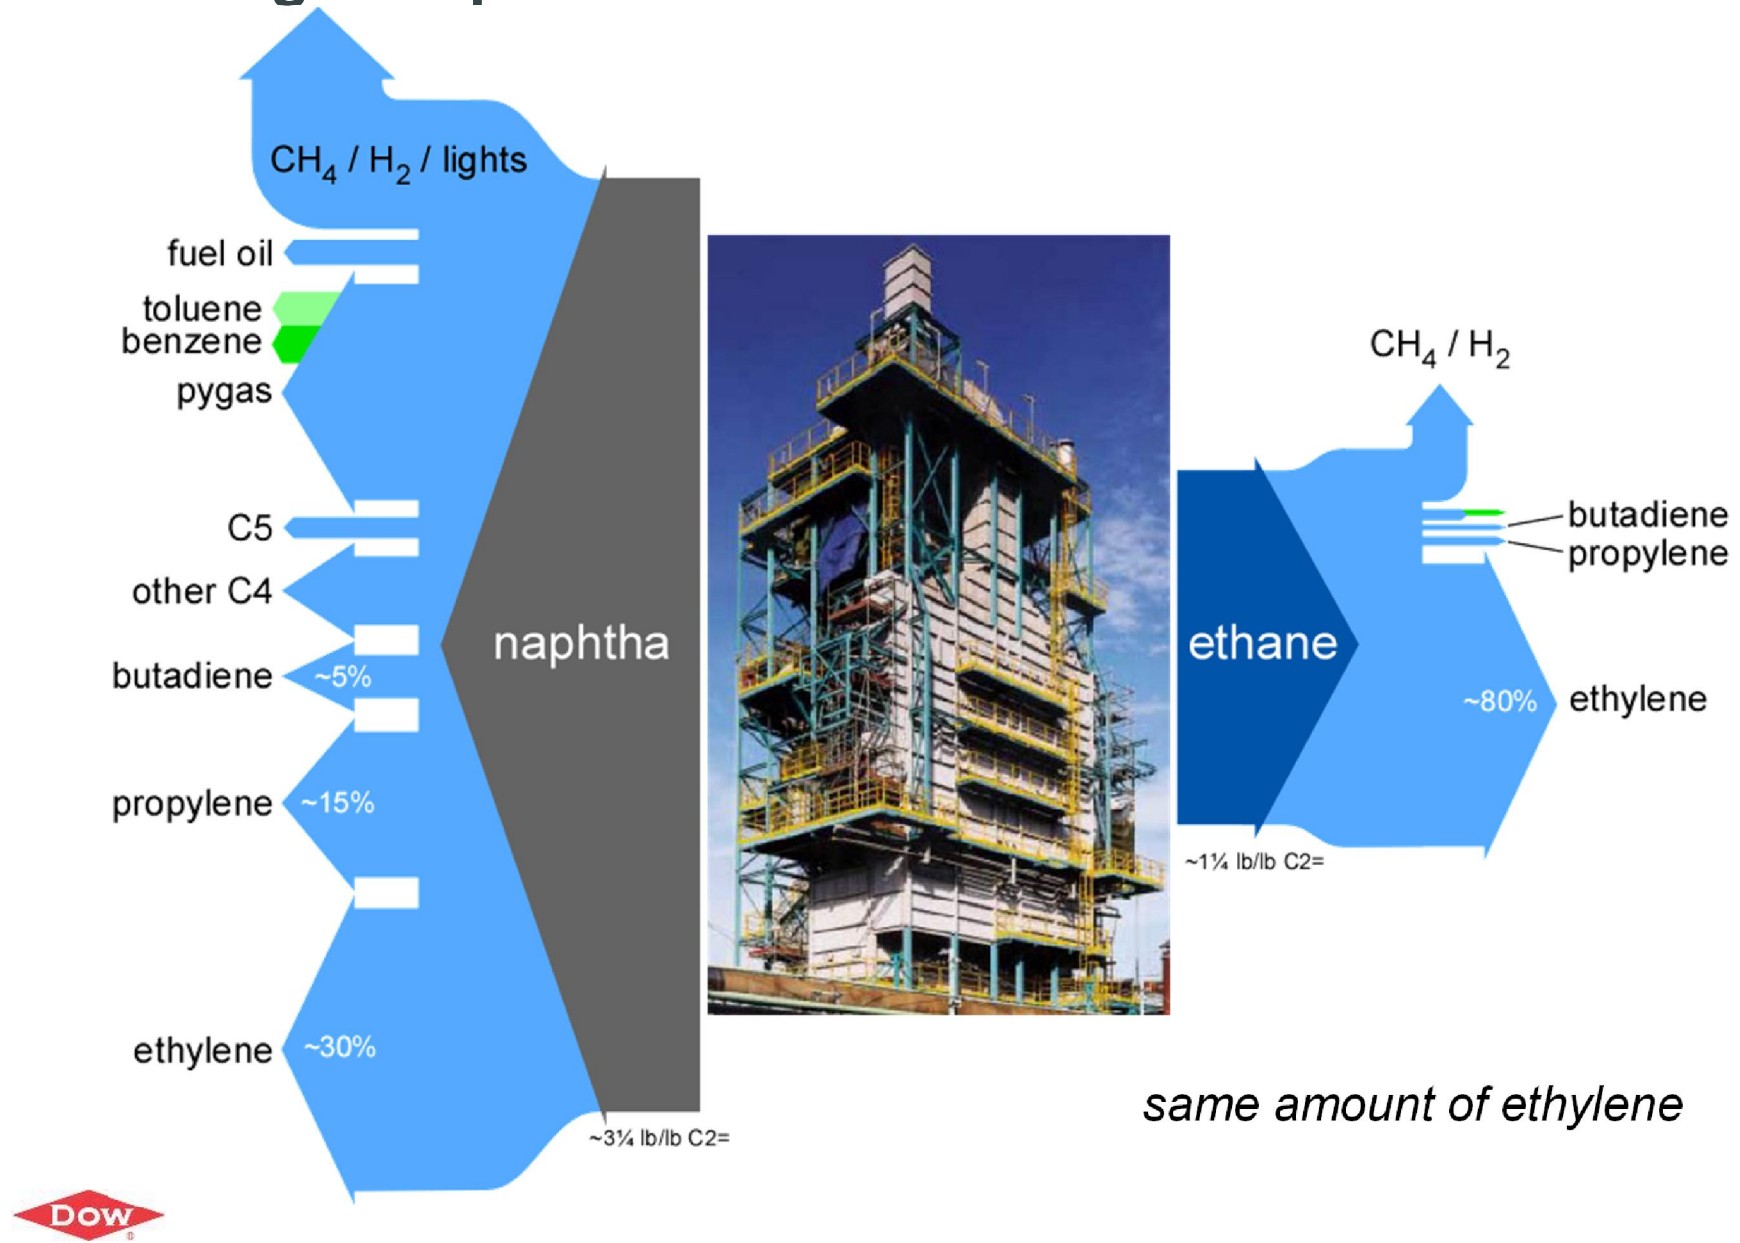 CH4 / H2 / lights
fuel oil
toluene
benzene
pygas
C5
other C4
butadiene
~5%
propylene
~15%
ethylene
~30%
naphtha
~3¼ lb/lb C2=
ethane
~1¼ lb/lb C2=
CH4 / H2
butadiene
propylene
~80%
ethylene
same amount of ethylene
DOW
®